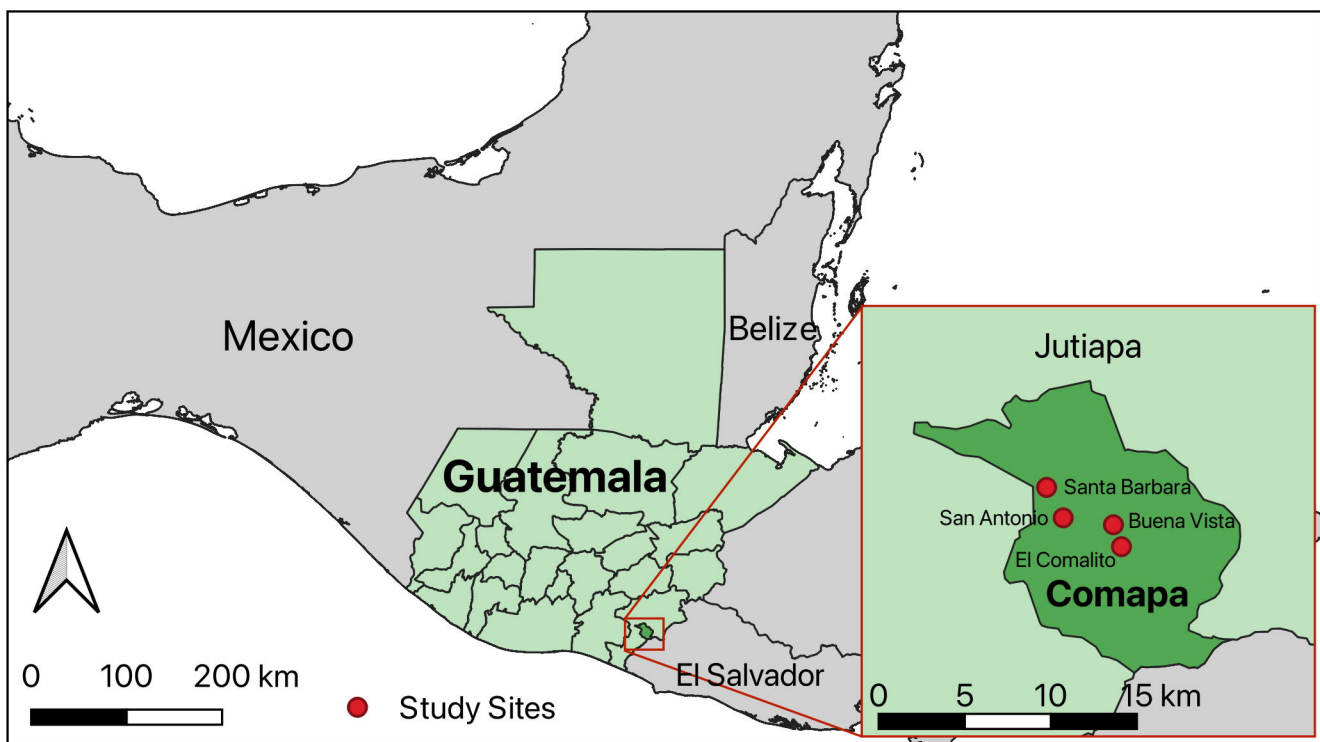 Mexico
Belize
Guatemala
El Salvador
0 100 200 km
Study Sites
Jutiapa
Santa Barbara
San Antonio
Buena Vista
El Comalito
Comapa
0 5 10 15 km